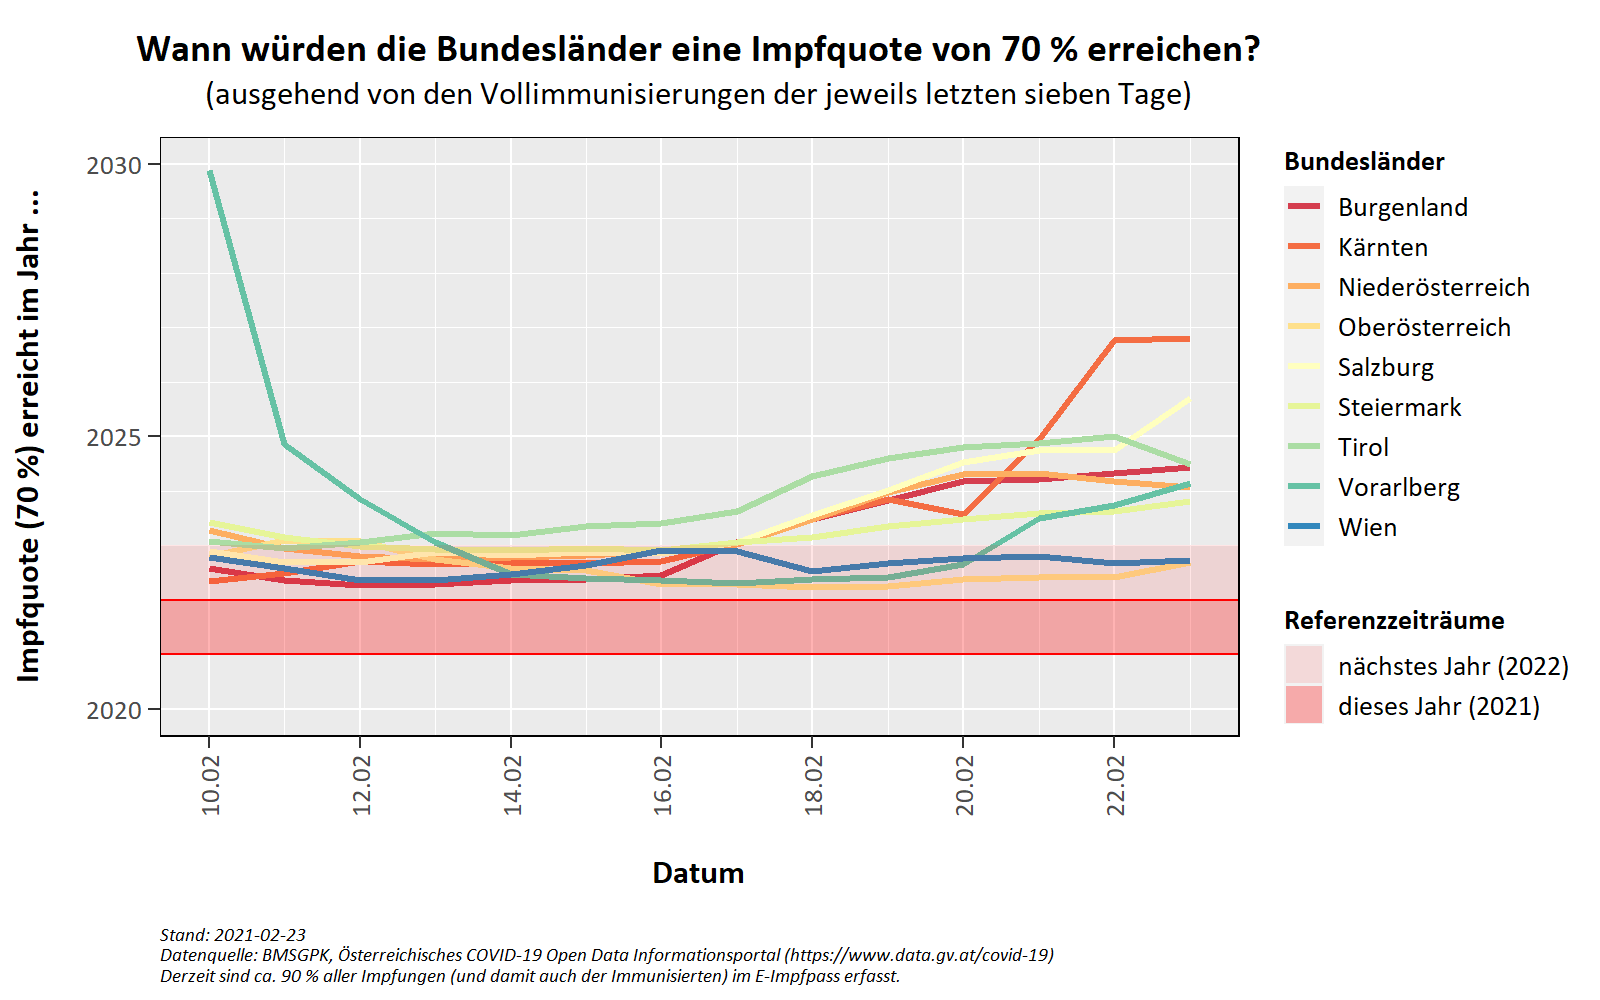 Wann würden die Bundesländer eine Impfquote von 70 % erreichen?
(ausgehend von den Vollimmunisierungen der jeweils letzten sieben Tage)
Impfquote (70 %) erreicht im Jahr ...
2030
2025
2020
10.02
12.02
14.02
16.02
18.02
20.02
22.02
Datum
Bundesländer
Burgenland
Kärnten
Niederösterreich
Oberösterreich
Salzburg
Steiermark
Tirol
Vorarlberg
Wien
Referenzzeiträume
nächstes Jahr (2022)
dieses Jahr (2021)
Stand: 2021-02-23
Datenquelle: BMSGPK, Österreichisches COVID-19 Open Data Informationsportal (https://www.data.gv.at/covid-19)
Derzeit sind ca. 90 % aller Impfungen (und damit auch der Immunisierten) im E-Impfpass erfasst.